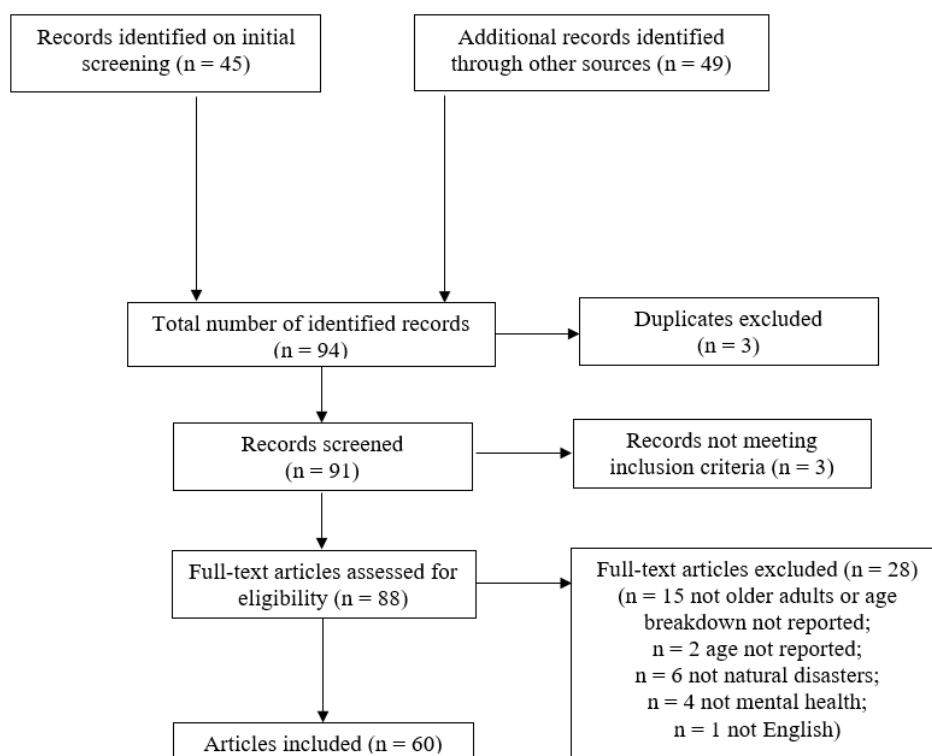 Records identified on initial
screening (n = 45)
Additional records identified
through other sources (n = 49)
Total number of identified records
(n = 94)
Duplicates excluded
(n = 3)
Records screened
(n = 91)
Records not meeting
inclusion criteria (n = 3)
Full-text articles assessed for
eligibility (n = 88)
Full-text articles excluded (n = 28)
(n = 15 not older adults or age
breakdown not reported;
n = 2 age not reported;
n = 6 not natural disasters;
n = 4 not mental health;
n = 1 not English)
Articles included (n = 60)